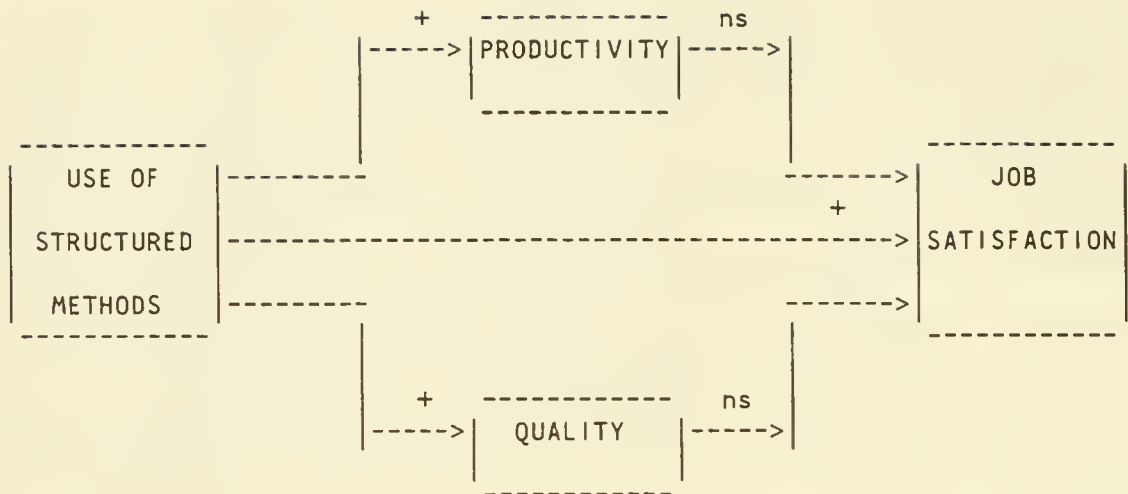 + ns
PRODUCTIVITY
USE OF JOB
+
STRUCTURED SATISFACTION
METHODS
+ ns
QUALITY